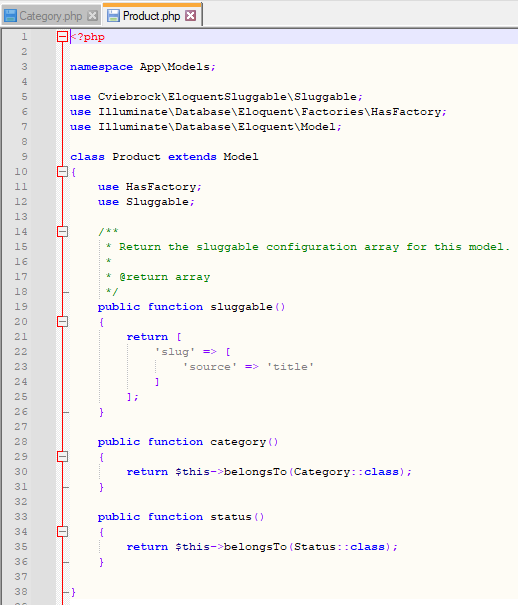 Category.php Product.php
1 <?php
2
3 namespace App\Models;
4
5 use Cviebrock\EloquentSluggable\Sluggable;
6 use Illuminate\Database\Eloquent\Factories\HasFactory;
7 use Illuminate\Database\Eloquent\Model;
8
9 class Product extends Model
10 {
11     use HasFactory;
12     use Sluggable;
13
14     /**
15      * Return the sluggable configuration array for this model.
16      *
17      * @return array
18      */
19     public function sluggable()
20     {
21         return [
22             'slug' => [
23                 'source' => 'title'
24             ]
25         ];
26     }
27
28     public function category()
29     {
30         return $this->belongsTo(Category::class);
31     }
32
33     public function status()
34     {
35         return $this->belongsTo(Status::class);
36     }
37
38 }